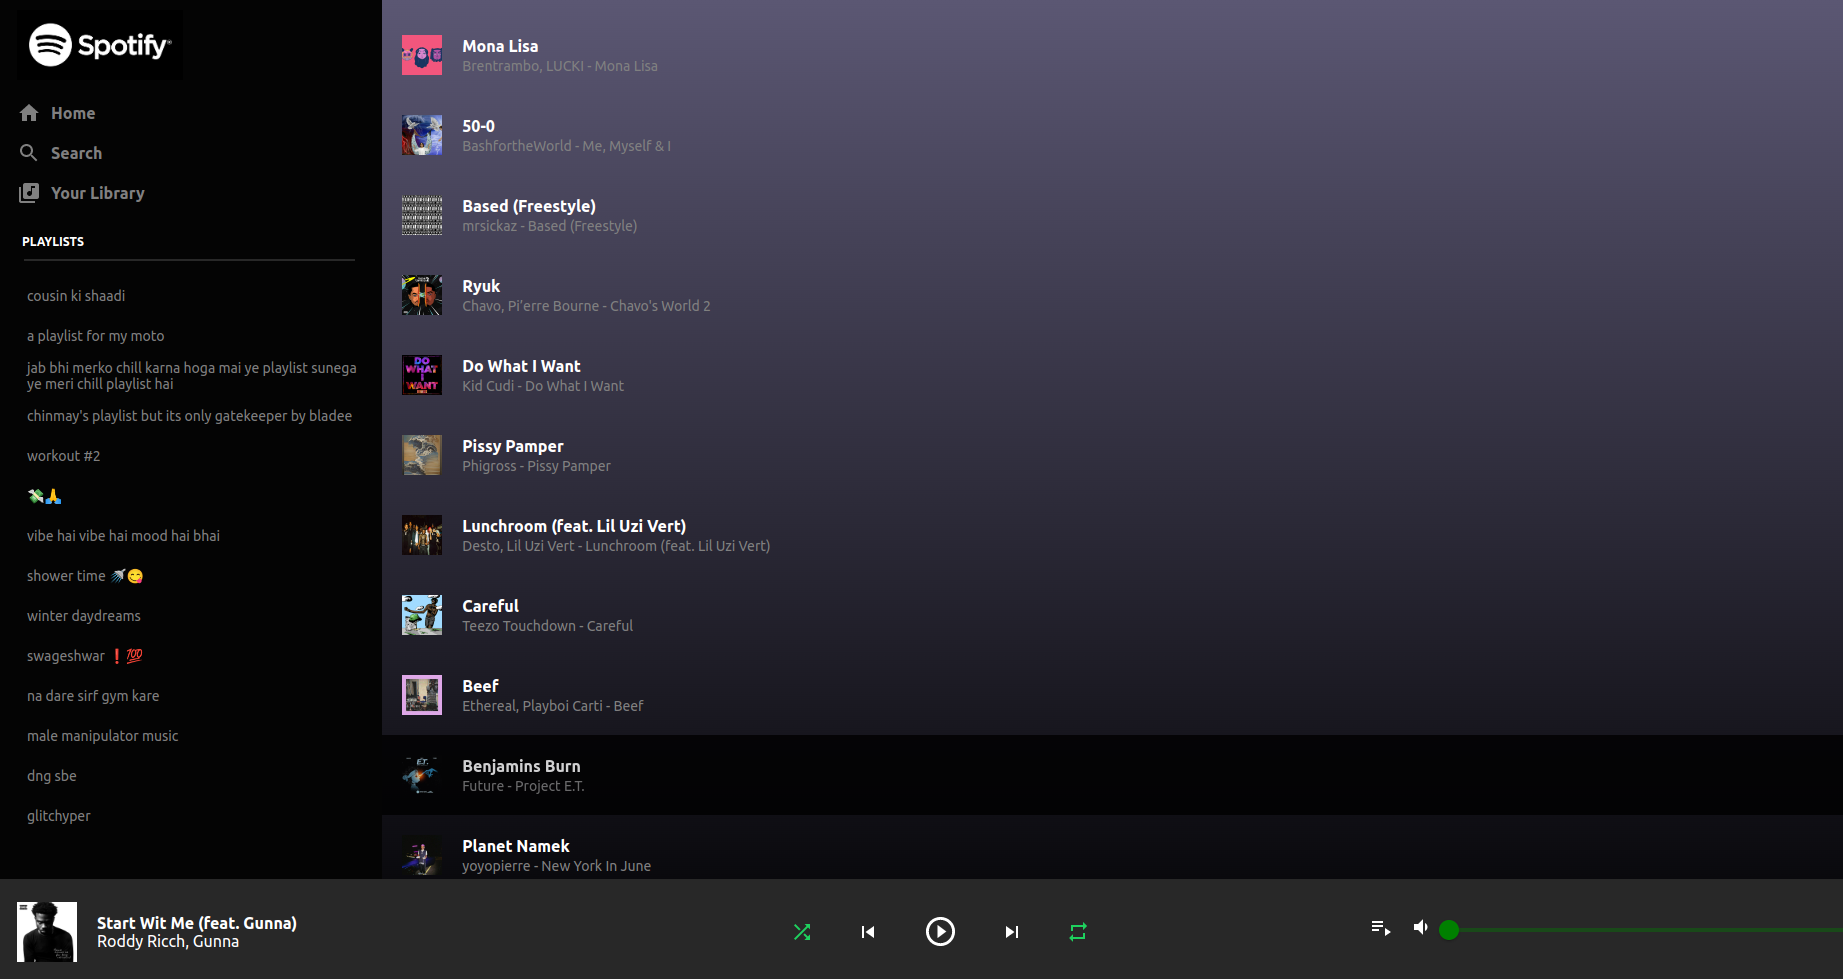 Spotify®
Home
Search
Your Library
PLAYLISTS
cousin ki shaadi
a playlist for my moto
jab bhi merko chill karna hoga mai ye playlist sunega
ye meri chill playlist hai
chinmay's playlist but its only gatekeeper by bladee
workout #2
💸🙏
vibe hai vibe hai mood hai bhai
shower time 🚿😋
winter daydreams
swageshwar ❗💯
na dare sirf gym kare
male manipulator music
dng sbe
glitchyper
Mona Lisa
Brentrambo, LUCKI - Mona Lisa
50-0
BashfortheWorld - Me, Myself & I
Based (Freestyle)
mrsickaz - Based (Freestyle)
Ryuk
Chavo, Pi'erre Bourne - Chavo's World 2
DO
WHAT
I
WANT
Do What I Want
Kid Cudi - Do What I Want
Pissy Pamper
Phigross - Pissy Pamper
Lunchroom (feat. Lil Uzi Vert)
Desto, Lil Uzi Vert - Lunchroom (feat. Lil Uzi Vert)
Careful
Teezo Touchdown - Careful
Beef
Ethereal, Playboi Carti - Beef
E.T.
Benjamins Burn
Future - Project E.T.
Planet Namek
yoyopierre - New York In June
Start Wit Me (feat. Gunna)
Roddy Ricch, Gunna